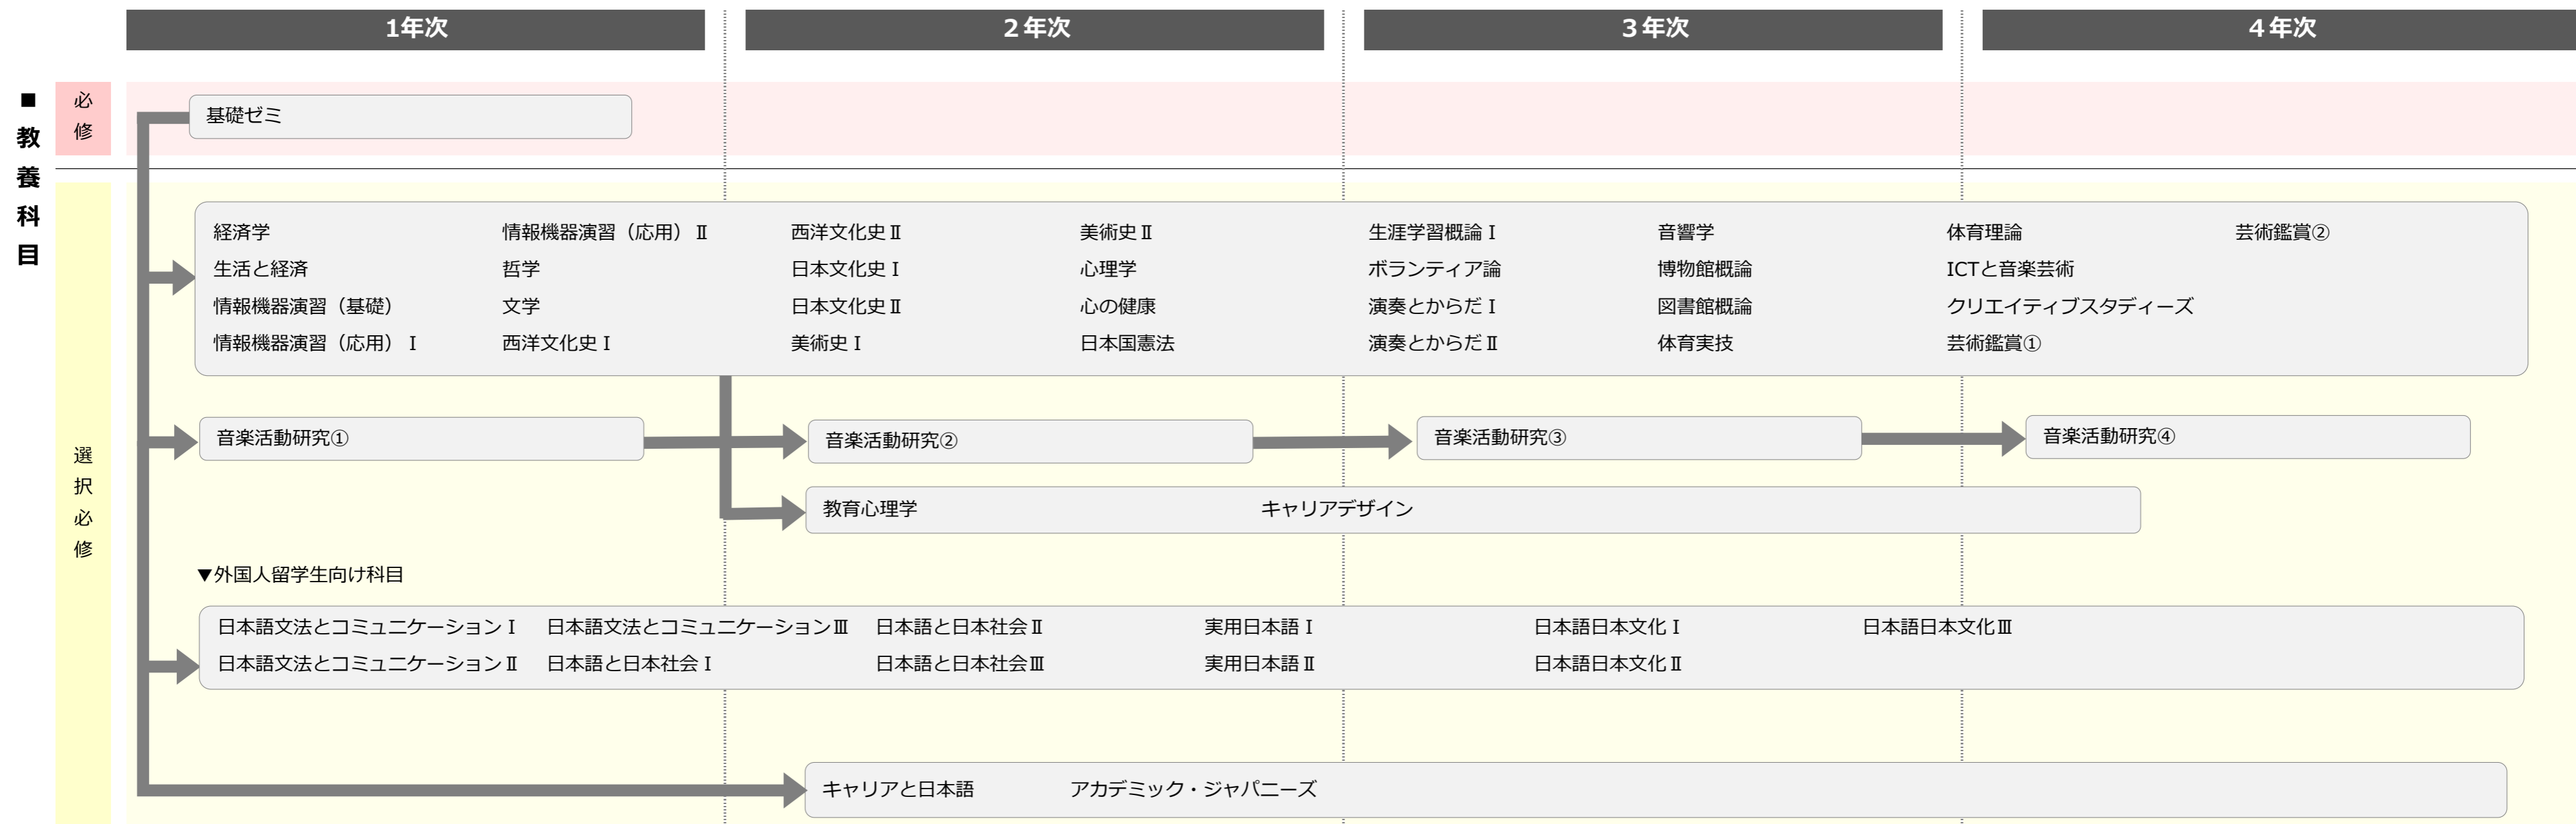 1年次
２年次
３年次
４年次
■教養科目
必修
基礎ゼミ
選択必修
経済学
生活と経済
情報機器演習（基礎）
情報機器演習（応用）Ⅰ
情報機器演習（応用）Ⅱ
哲学
文学
西洋文化史Ⅰ
西洋文化史Ⅱ
日本文化史Ⅰ
日本文化史Ⅱ
美術史Ⅰ
美術史Ⅱ
心理学
心の健康
日本国憲法
生涯学習概論Ⅰ
ボランティア論
演奏とからだⅠ
演奏とからだⅡ
音響学
博物館概論
図書館概論
体育実技
体育理論
ICTと音楽芸術
クリエイティブスタディーズ
芸術鑑賞①
芸術鑑賞②
音楽活動研究①
音楽活動研究②
音楽活動研究③
音楽活動研究④
教育心理学
キャリアデザイン
▼外国人留学生向け科目
日本語文法とコミュニケーションⅠ
日本語文法とコミュニケーションⅡ
日本語文法とコミュニケーションⅢ
日本語と日本社会Ⅰ
日本語と日本社会Ⅱ
日本語と日本社会Ⅲ
実用日本語Ⅰ
実用日本語Ⅱ
日本語日本文化Ⅰ
日本語日本文化Ⅱ
日本語日本文化Ⅲ
キャリアと日本語
アカデミック・ジャパニーズ